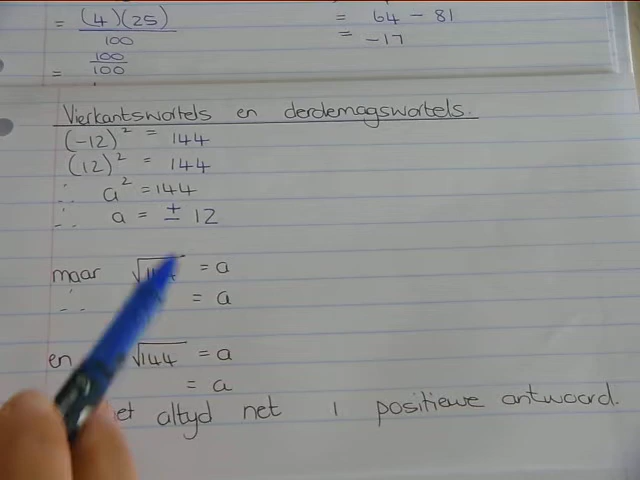 = (4)(25)
100
= 100
100
= 64 - 81
= -17
Vierkantswortels en derdemagswortels.
(-12)² = 144
(12)² = 144
∴ a² = 144
∴ a = ± 12
maar = a
∴ = a
en √144 = a
= a
altyd net 1 positiewe antwoord.